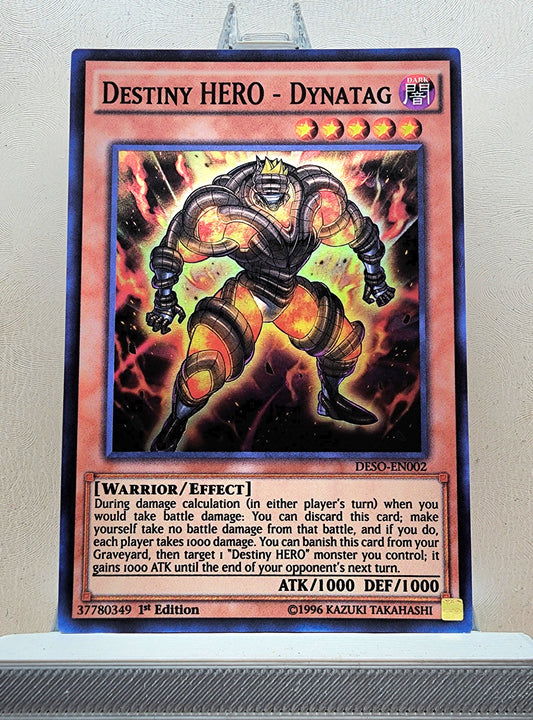 DESTINY HERO - DYNATAG
DARK
闇
DESO-EN002
[WARRIOR/EFFECT]
During damage calculation (in either player's turn) when you
would take battle damage: You can discard this card; make
yourself take no battle damage from that battle, and if you do,
each player takes 1000 damage. You can banish this card from your
Graveyard, then target 1 "Destiny HERO" monster you control; it
gains 1000 ATK until the end of your opponent's next turn.
ATK/1000 DEF/1000
37780349 1st Edition
©1996 KAZUKI TAKAHASHI